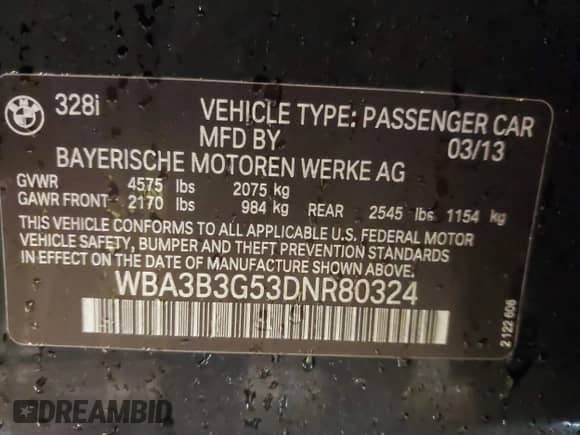 BMW
328i VEHICLE TYPE: PASSENGER CAR
MFD BY 03/13
BAYERISCHE MOTOREN WERKE AG
GVWR 4575 lbs 2075 kg
GAWR FRONT 2170 lbs 984 kg REAR 2545 lbs 1154 kg
THIS VEHICLE CONFORMS TO ALL APPLICABLE U.S. FEDERAL MOTOR
VEHICLE SAFETY, BUMPER AND THEFT PREVENTION STANDARDS
IN EFFECT ON THE DATE OF MANUFACTURE SHOWN ABOVE.
WBA3B3G53DNR80324
2 122 606
DREAMBID